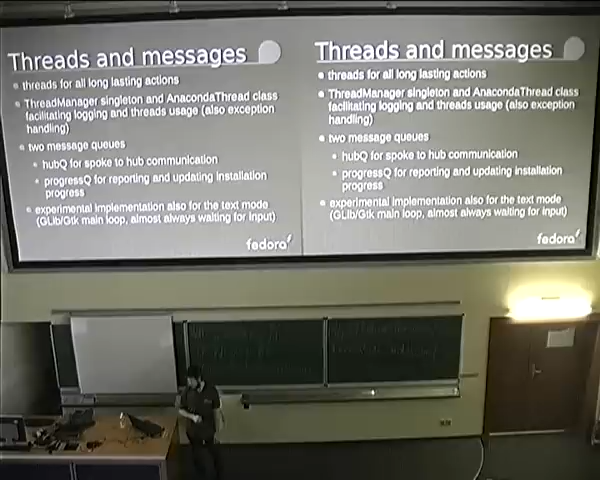 Threads and messages
threads for all long lasting actions
ThreadManager singleton and AnacondaThread class
facilitating logging and threads usage (also exception
handling)
two message queues
hubQ for spoke to hub communication
progressQ for reporting and updating installation
progress
experimental implementation also for the text mode
(GLib/Gtk main loop, almost always waiting for input)
fedora
Threads and messages
threads for all long lasting actions
ThreadManager singleton and AnacondaThread class
facilitating logging and threads usage (also exception
handling)
two message queues
hubQ for spoke to hub communication
progressQ for reporting and updating installation
progress
experimental implementation also for the text mode
(GLib/Gtk main loop, almost always waiting for input)
fedora